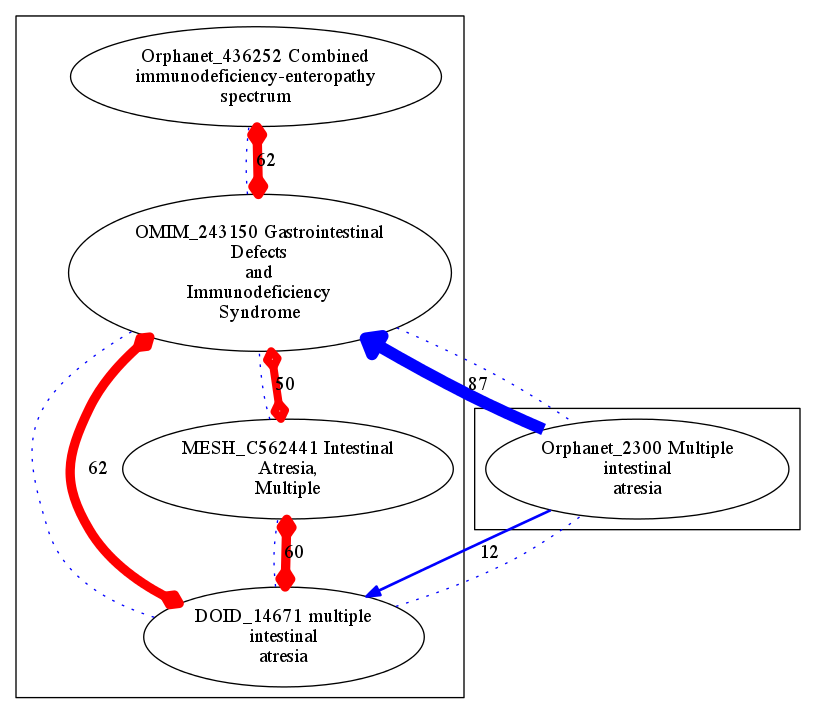 Orphanet_436252 Combined
immunodeficiency-enteropathy
spectrum
62
OMIM_243150 Gastrointestinal
Defects
and
Immunodeficiency
Syndrome
50
87
MESH_C562441 Intestinal
Atresia,
Multiple
Orphanet_2300 Multiple
intestinal
atresia
62
60
12
DOID_14671 multiple
intestinal
atresia